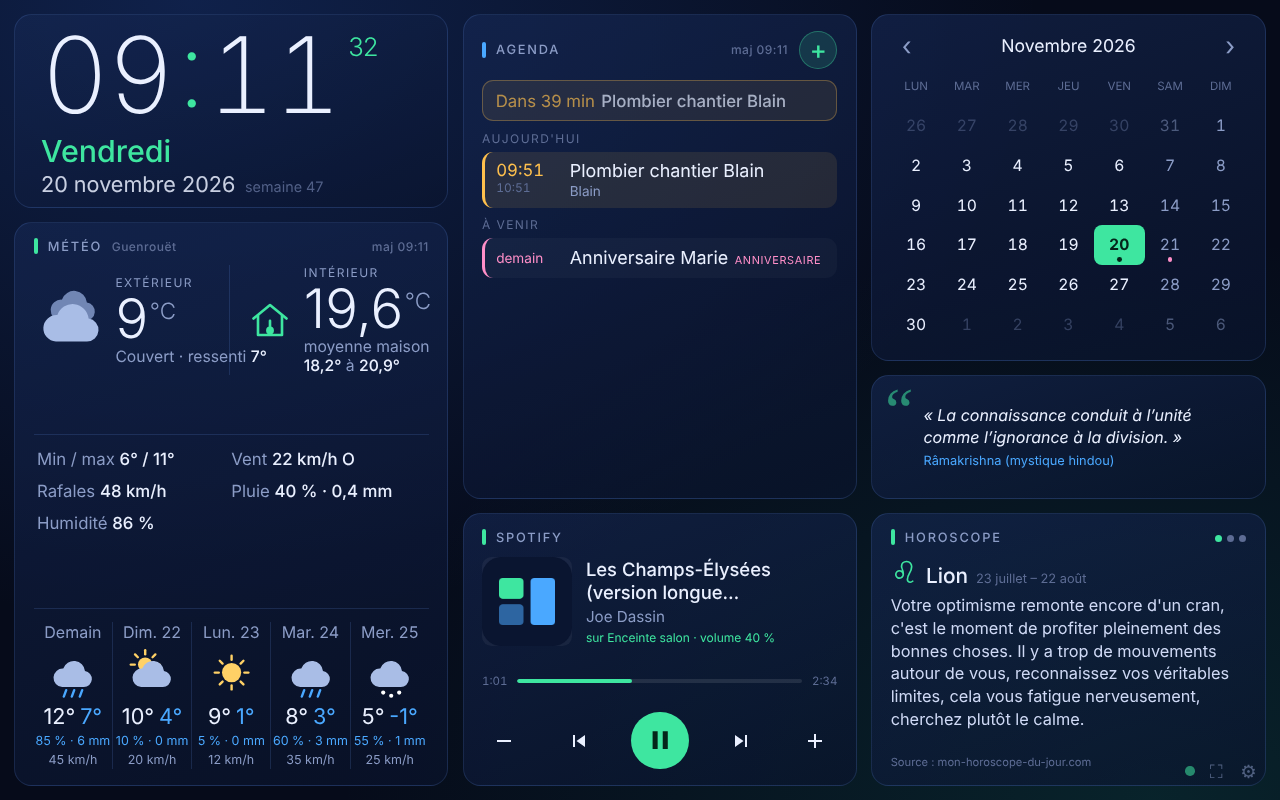 09:11 32
Vendredi
20 novembre 2026 semaine 47
MÉTÉO Guenrouët maj 09:11
EXTÉRIEUR
9°C
Couvert · ressenti 7°
INTÉRIEUR
19,6°C
moyenne maison
18,2° à 20,9°
Min / max 6° / 11° Vent 22 km/h O
Rafales 48 km/h Pluie 40 % · 0,4 mm
Humidité 86 %
Demain Dim. 22 Lun. 23 Mar. 24 Mer. 25
12° 7° 10° 4° 9° 1° 8° 3° 5° -1°
85 % · 6 mm 10 % · 0 mm 5 % · 0 mm 60 % · 3 mm 55 % · 1 mm
45 km/h 20 km/h 12 km/h 35 km/h 25 km/h
AGENDA maj 09:11 +
Dans 39 min Plombier chantier Blain
AUJOURD'HUI
09:51 Plombier chantier Blain
10:51 Blain
À VENIR
demain Anniversaire Marie ANNIVERSAIRE
SPOTIFY
Les Champs-Élysées
(version longue...
Joe Dassin
sur Enceinte salon · volume 40 %
1:01 2:34
‹ Novembre 2026 ›
LUN MAR MER JEU VEN SAM DIM
26 27 28 29 30 31 1
2 3 4 5 6 7 8
9 10 11 12 13 14 15
16 17 18 19 20 21 22
23 24 25 26 27 28 29
30 1 2 3 4 5 6
“
« La connaissance conduit à l’unité
comme l’ignorance à la division. »
Râmakrishna (mystique hindou)
HOROSCOPE
♌ Lion 23 juillet – 22 août
Votre optimisme remonte encore d'un cran,
c'est le moment de profiter pleinement des
bonnes choses. Il y a trop de mouvements
autour de vous, reconnaissez vos véritables
limites, cela vous fatigue nerveusement,
cherchez plutôt le calme.
Source : mon-horoscope-du-jour.com